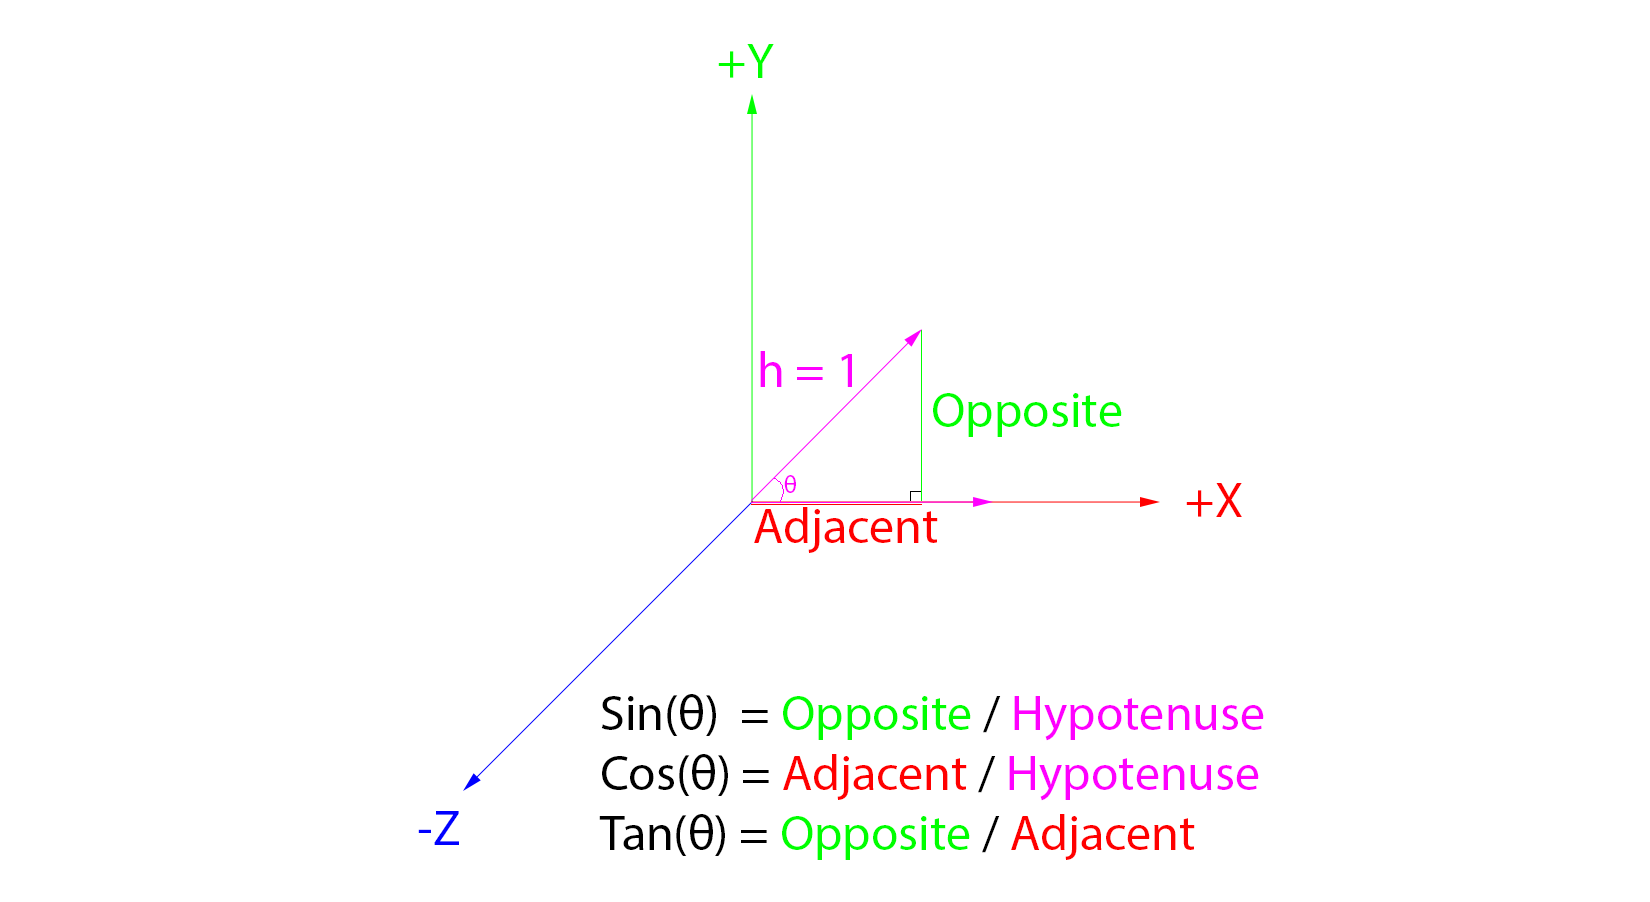 +Y
h = 1
Opposite
θ
+X
Adjacent
Sin(θ) = Opposite / Hypotenuse
Cos(θ) = Adjacent / Hypotenuse
Tan(θ) = Opposite / Adjacent
-Z